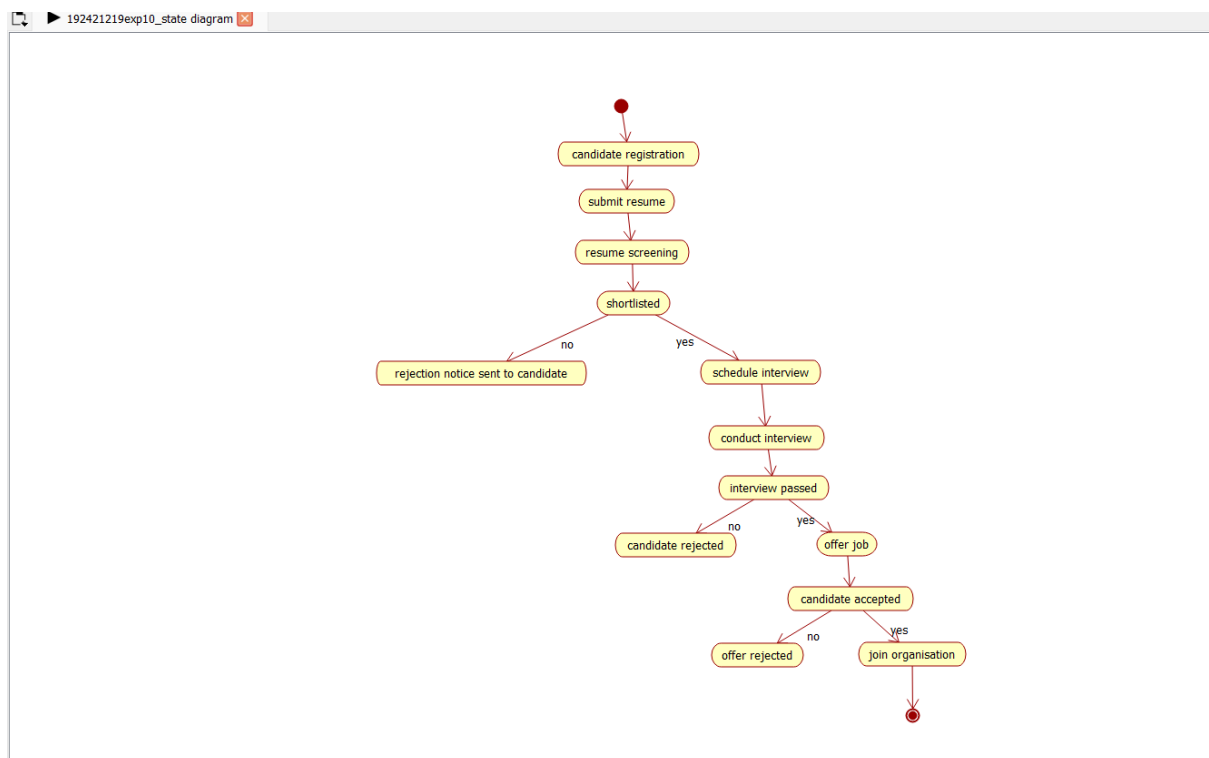 192421219exp10_state diagram
candidate registration
submit resume
resume screening
shortlisted
no
yes
rejection notice sent to candidate
schedule interview
conduct interview
interview passed
no
yes
candidate rejected
offer job
candidate accepted
no
yes
offer rejected
join organisation